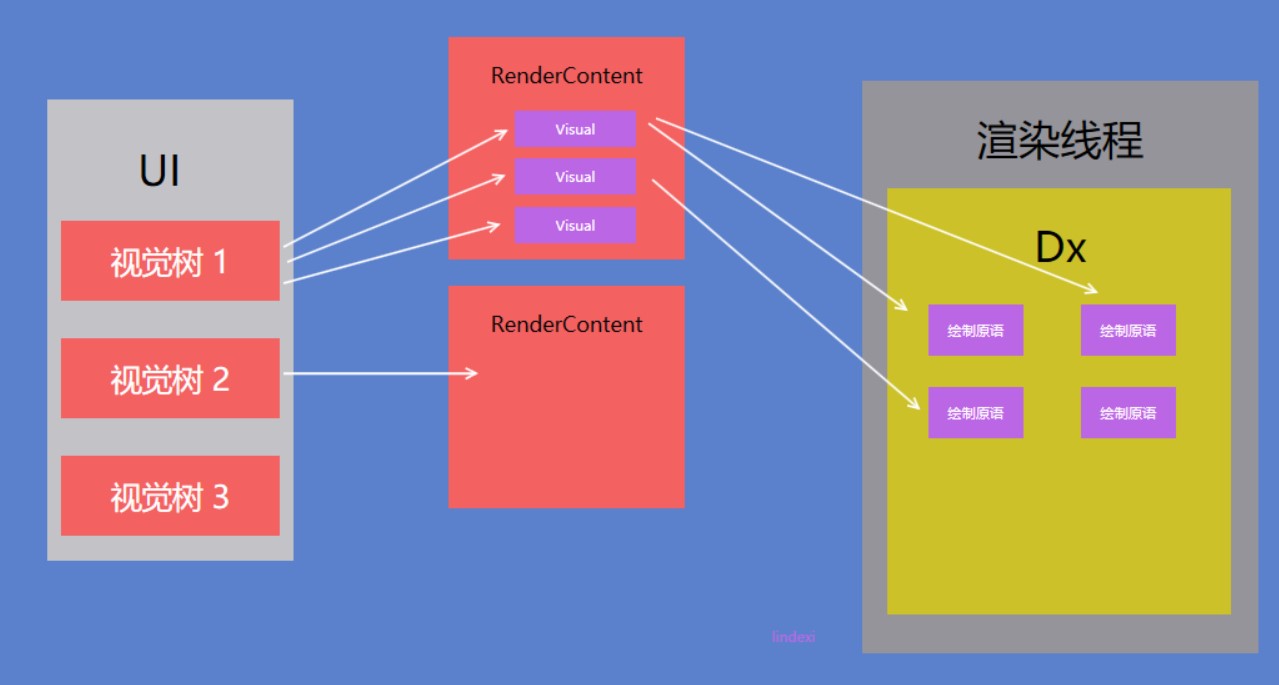 UI
视觉树 1
视觉树 2
视觉树 3
RenderContent
Visual
Visual
Visual
RenderContent
渲染线程
Dx
绘制原语
绘制原语
绘制原语
绘制原语
lindexi